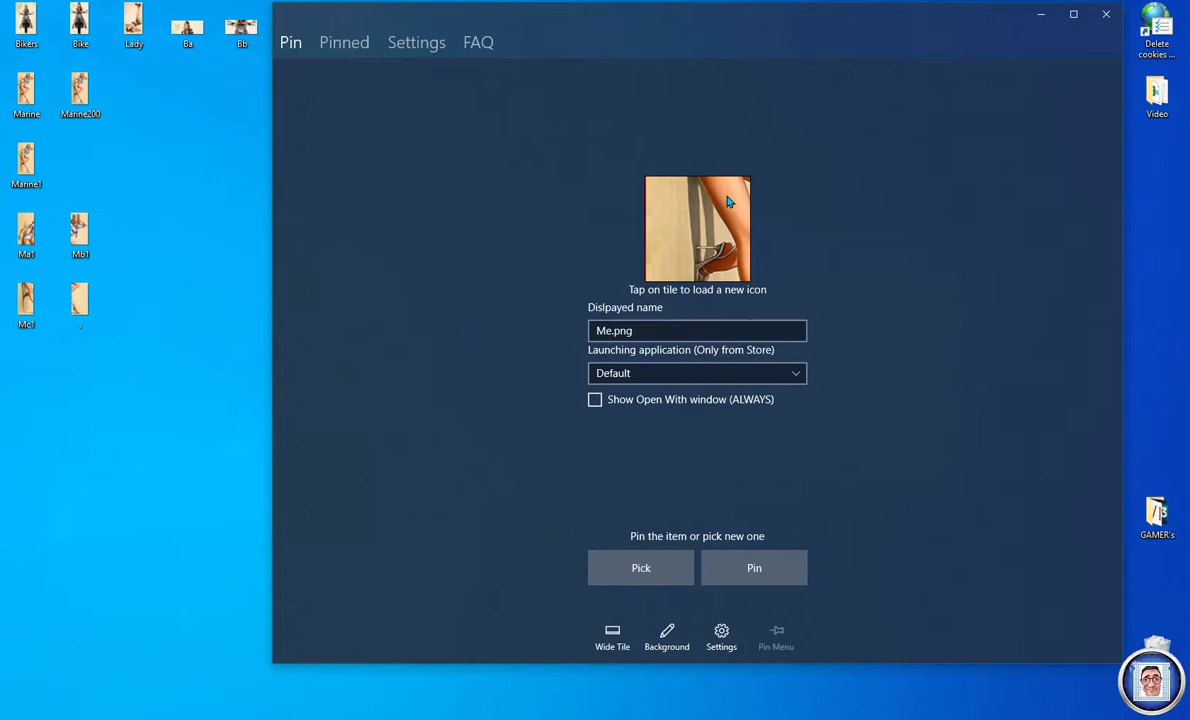 Bikers
Bike
Lady
Ba
Bb
Marine
Marine200
Marine1
Ma1
Mb1
Mc1
.
Pin
Pinned
Settings
FAQ
Tap on tile to load a new icon
Dislpayed name
Me.png
Launching application (Only from Store)
Default
Show Open With window (ALWAYS)
Pin the item or pick new one
Pick
Pin
Wide Tile
Background
Settings
Pin Menu
Delete
cookies ...
Video
GAMER's